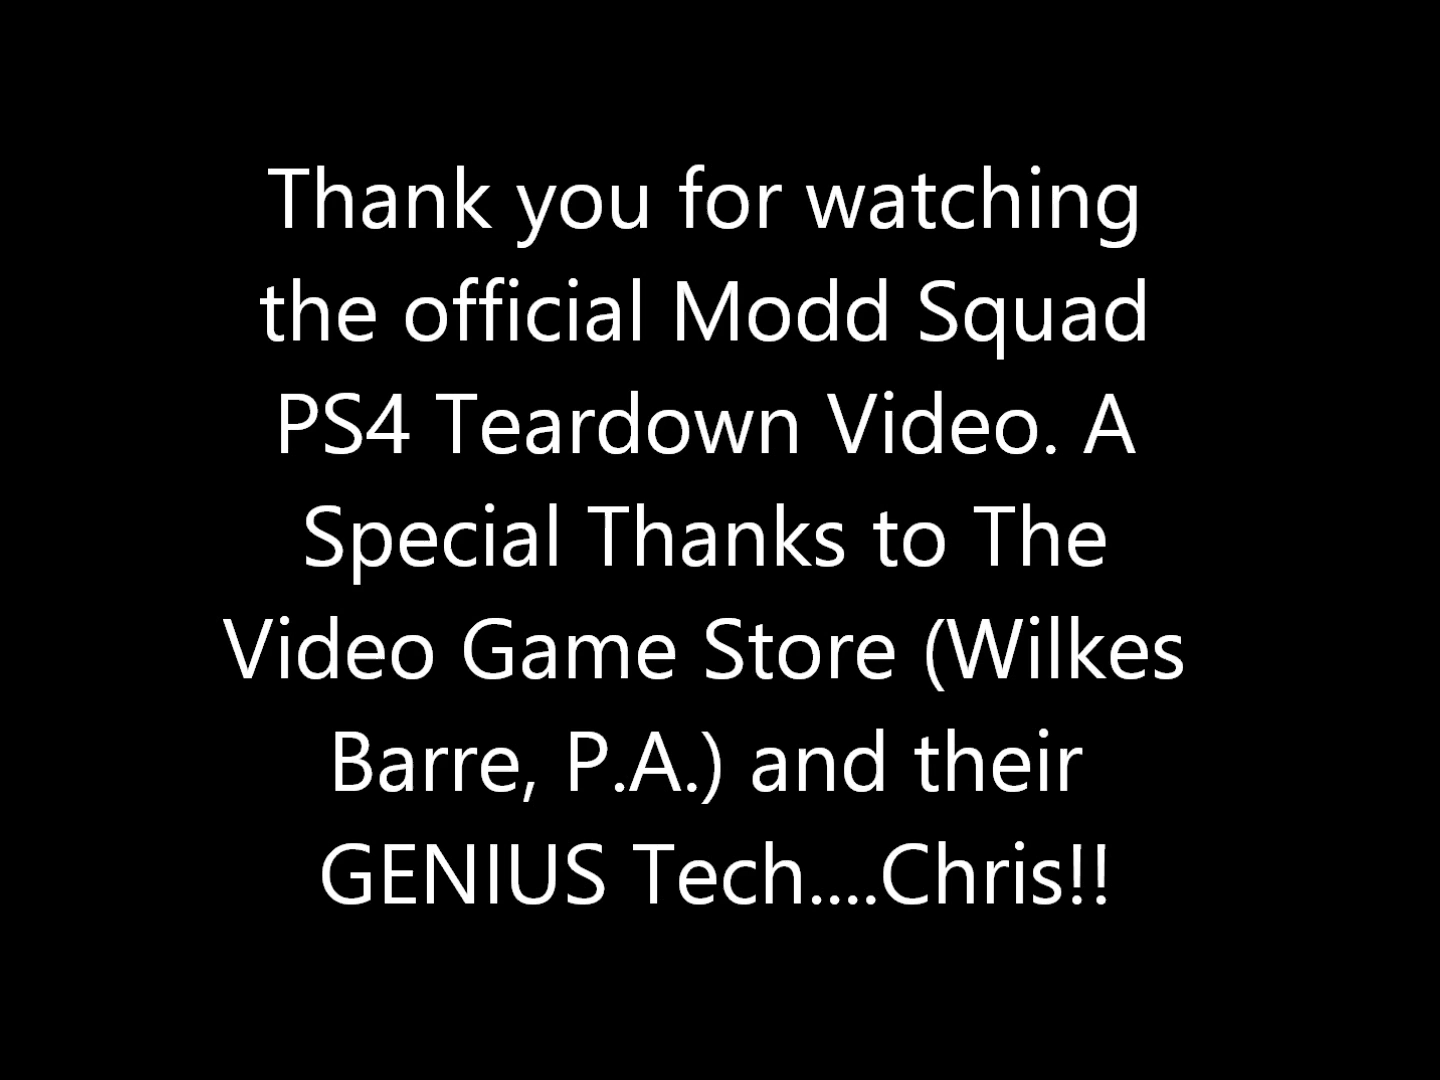 Thank you for watching
the official Modd Squad
PS4 Teardown Video. A
Special Thanks to The
Video Game Store (Wilkes
Barre, P.A.) and their
GENIUS Tech....Chris!!